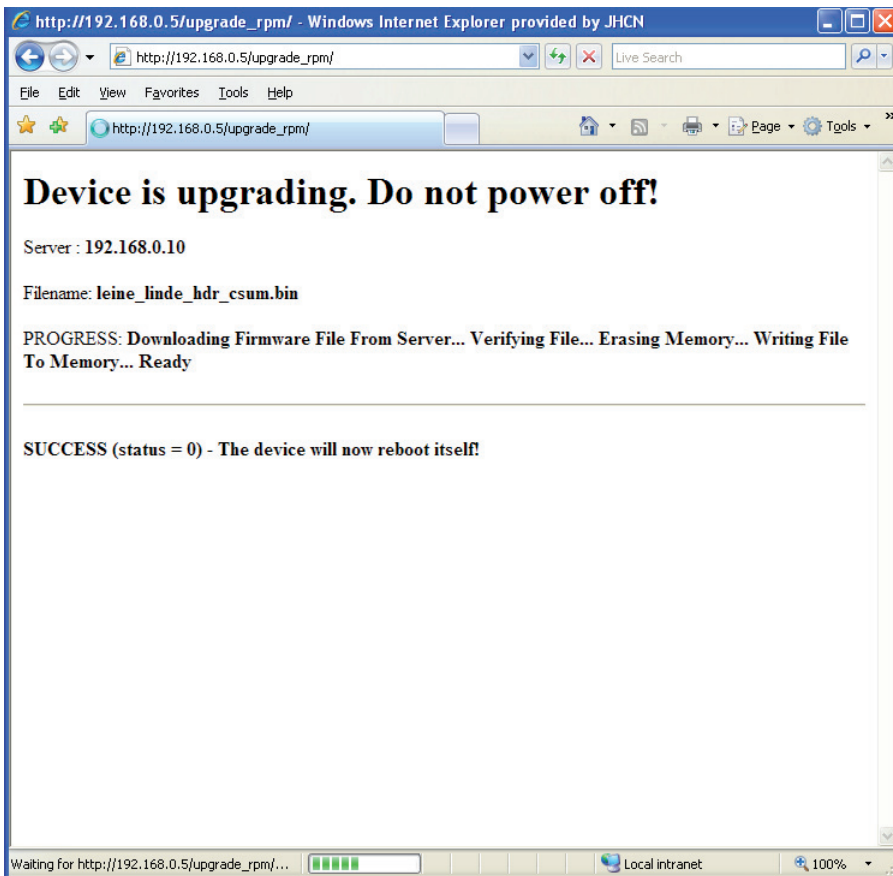 http://192.168.0.5/upgrade_rpm/ - Windows Internet Explorer provided by JHCN
http://192.168.0.5/upgrade_rpm/
Live Search
File Edit View Favorites Tools Help
http://192.168.0.5/upgrade_rpm/
Page Tools »
Device is upgrading. Do not power off!
Server : 192.168.0.10
Filename: leine_linde_hdr_csum.bin
PROGRESS: Downloading Firmware File From Server... Verifying File... Erasing Memory... Writing File
To Memory... Ready
SUCCESS (status = 0) - The device will now reboot itself!
Waiting for http://192.168.0.5/upgrade_rpm/... Local intranet 100%